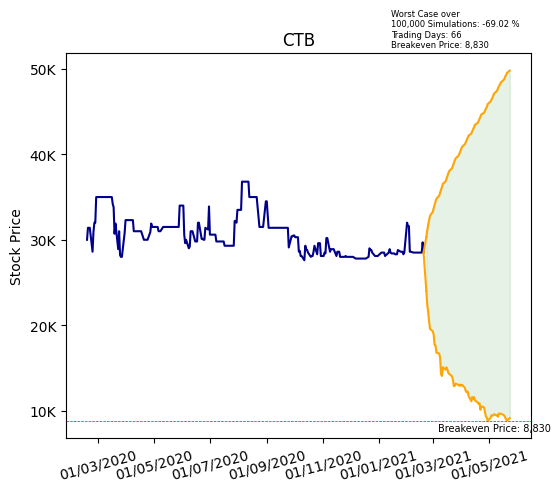 Worst Case over
100,000 Simulations: -69.02 %
Trading Days: 66
Breakeven Price: 8,830
CTB
50K
40K
30K
20K
10K
Stock Price
Breakeven Price: 8,830
01/03/2020
01/05/2020
01/07/2020
01/09/2020
01/11/2020
01/01/2021
01/03/2021
01/05/2021